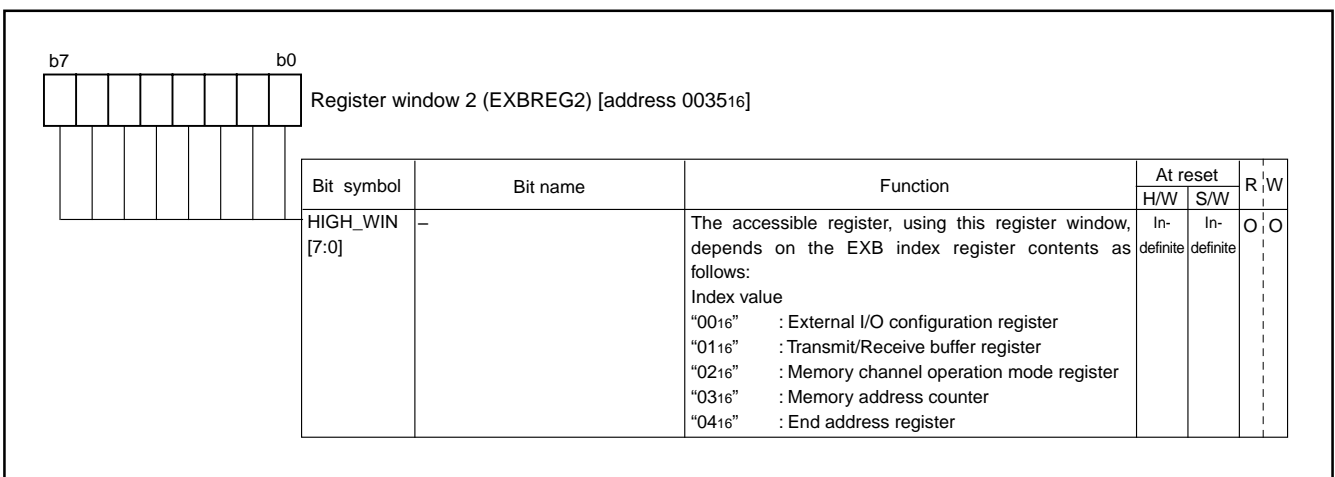 b7 b0
Register window 2 (EXBREG2) [address 003516]
Bit symbol Bit name Function At reset R W
H/W S/W
HIGH_WIN – The accessible register, using this register window, In- In- O O
[7:0] depends on the EXB index register contents as definite definite
follows:
Index value
“0016” : External I/O configuration register
“0116” : Transmit/Receive buffer register
“0216” : Memory channel operation mode register
“0316” : Memory address counter
“0416” : End address register